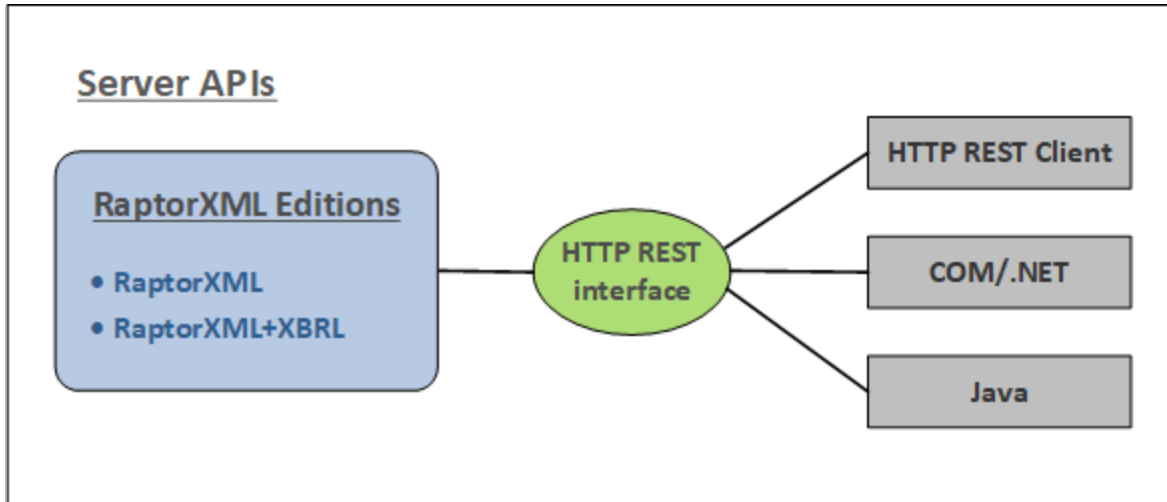 Server APIs
RaptorXML Editions
• RaptorXML
• RaptorXML+XBRL
HTTP REST
interface
HTTP REST Client
COM/.NET
Java